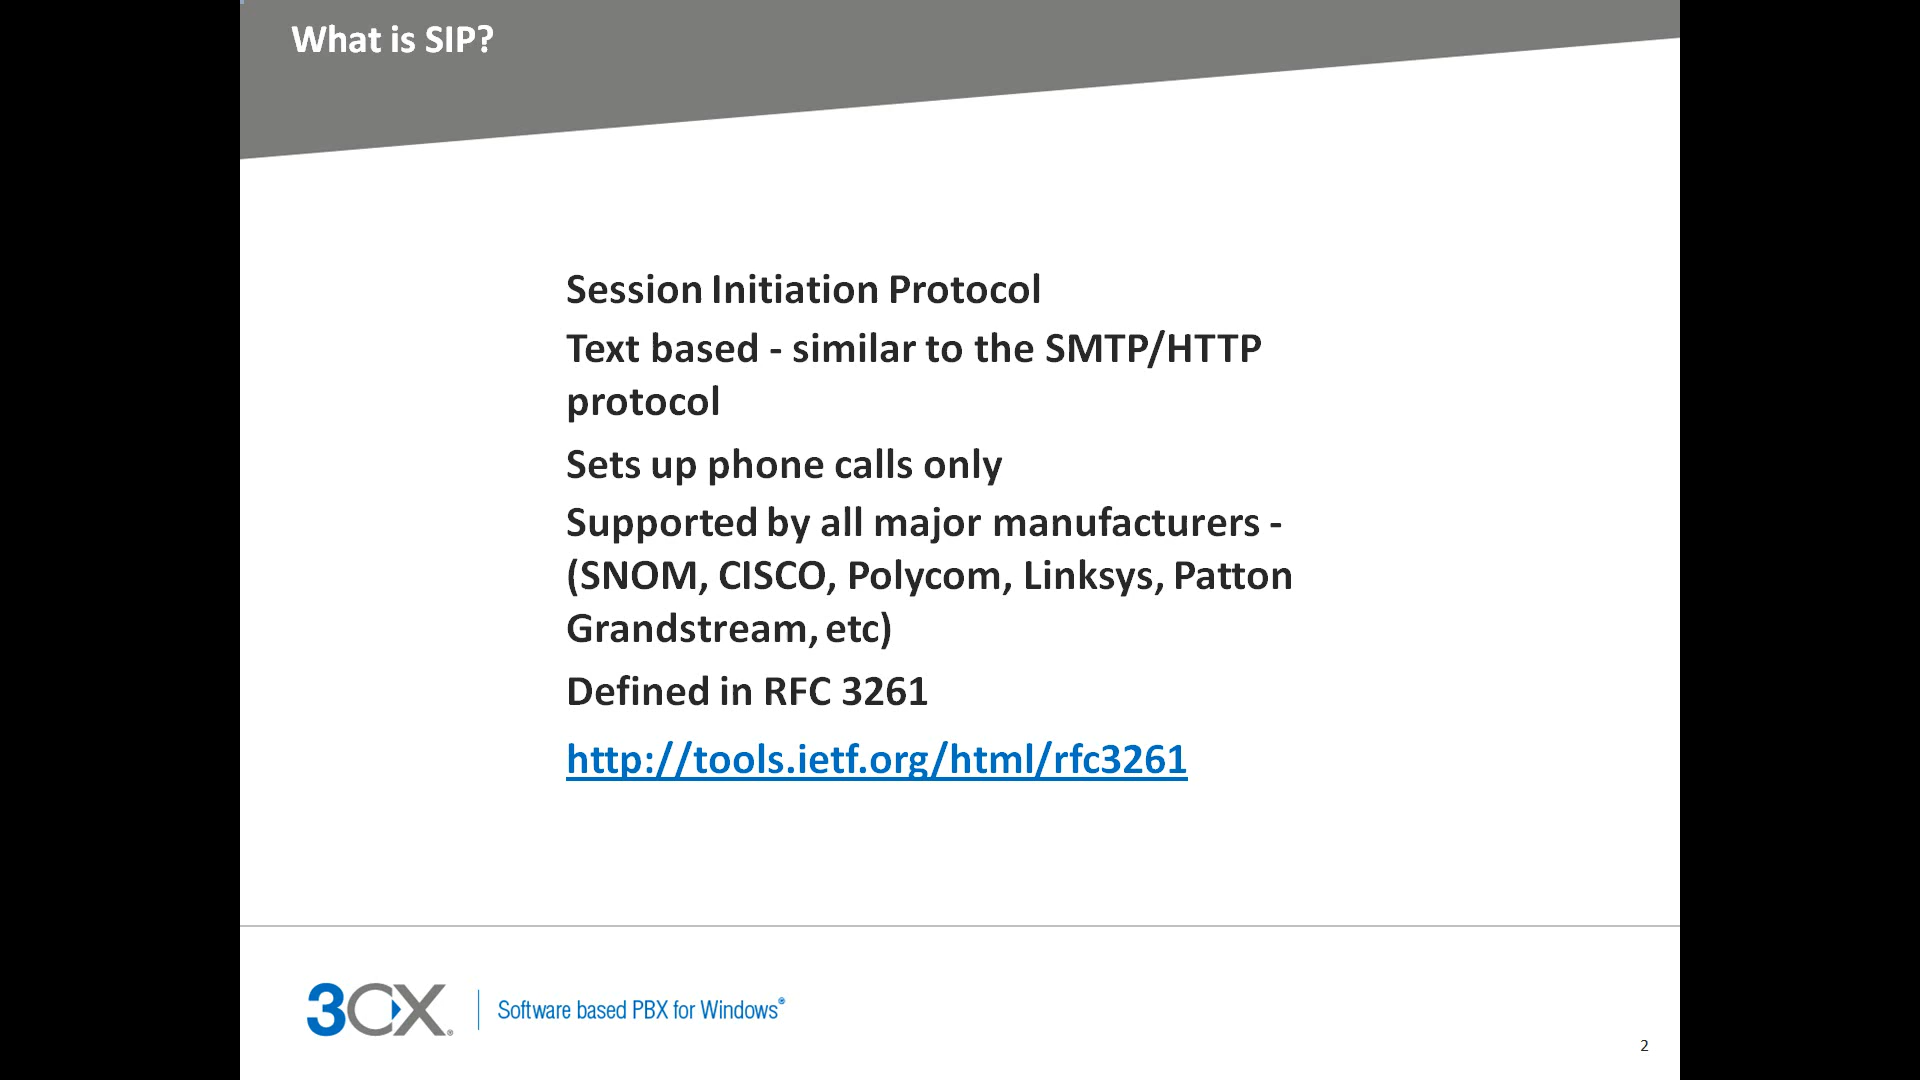 What is SIP?
Session Initiation Protocol
Text based - similar to the SMTP/HTTP
protocol
Sets up phone calls only
Supported by all major manufacturers -
(SNOM, CISCO, Polycom, Linksys, Patton
Grandstream, etc)
Defined in RFC 3261
http://tools.ietf.org/html/rfc3261
3CX®
Software based PBX for Windows®
2